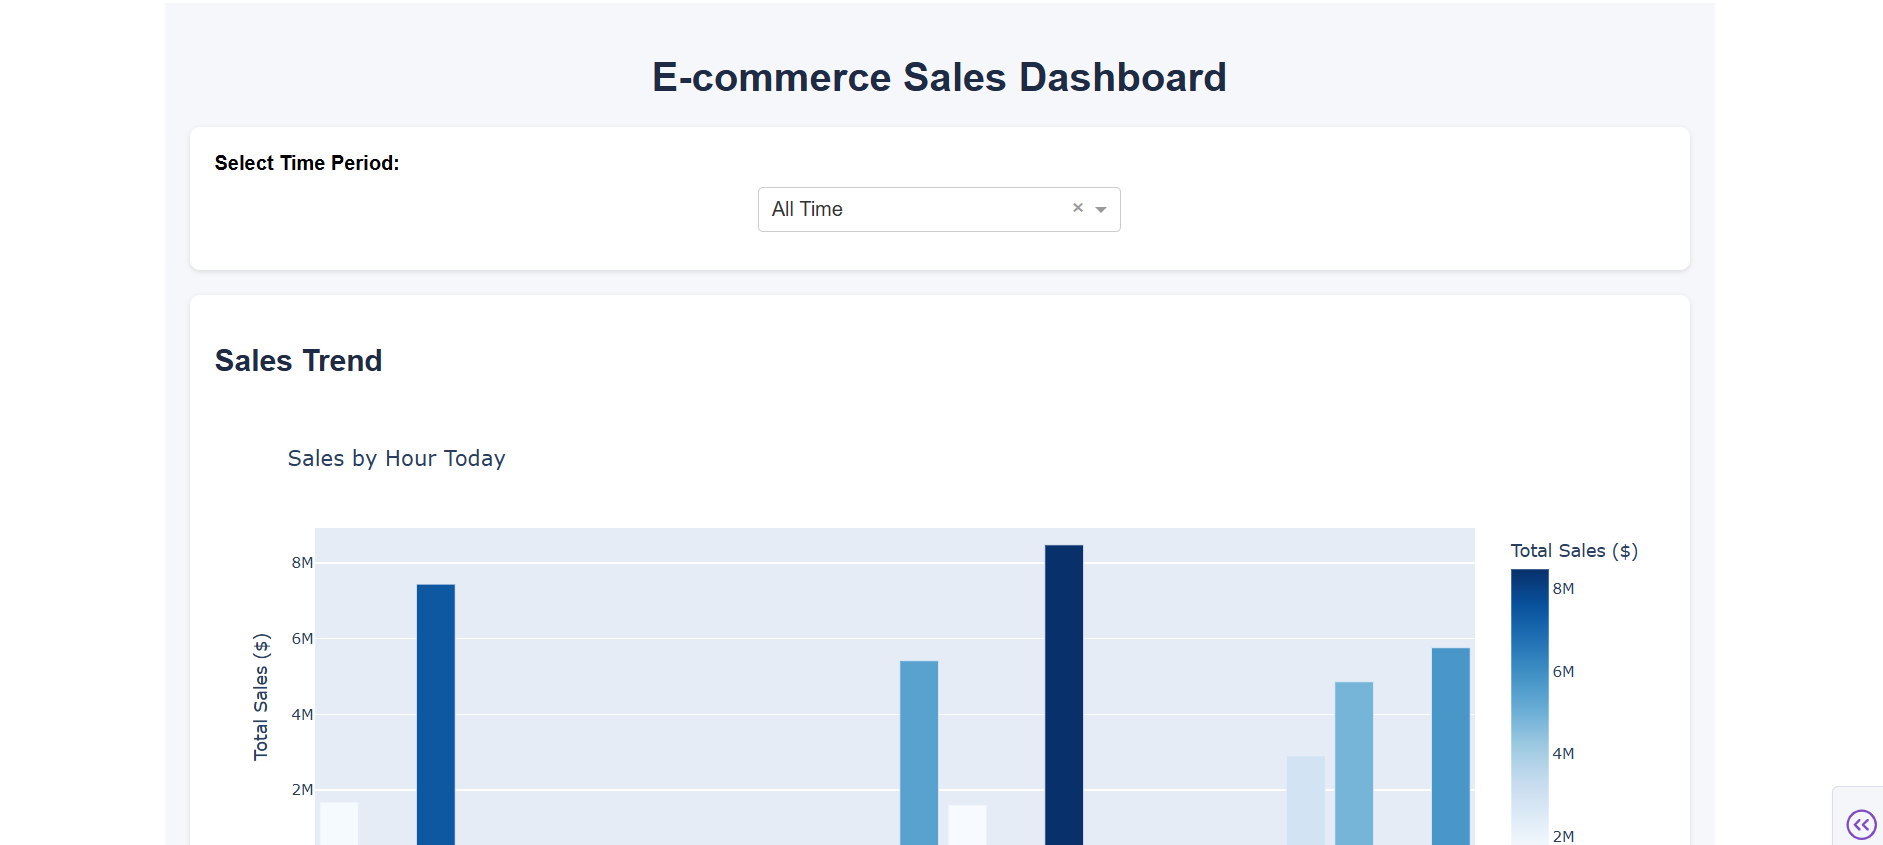 E-commerce Sales Dashboard
Select Time Period:
All Time
×
Sales Trend
Sales by Hour Today
Total Sales ($)
8M
6M
4M
2M
Total Sales ($)
8M
6M
4M
2M